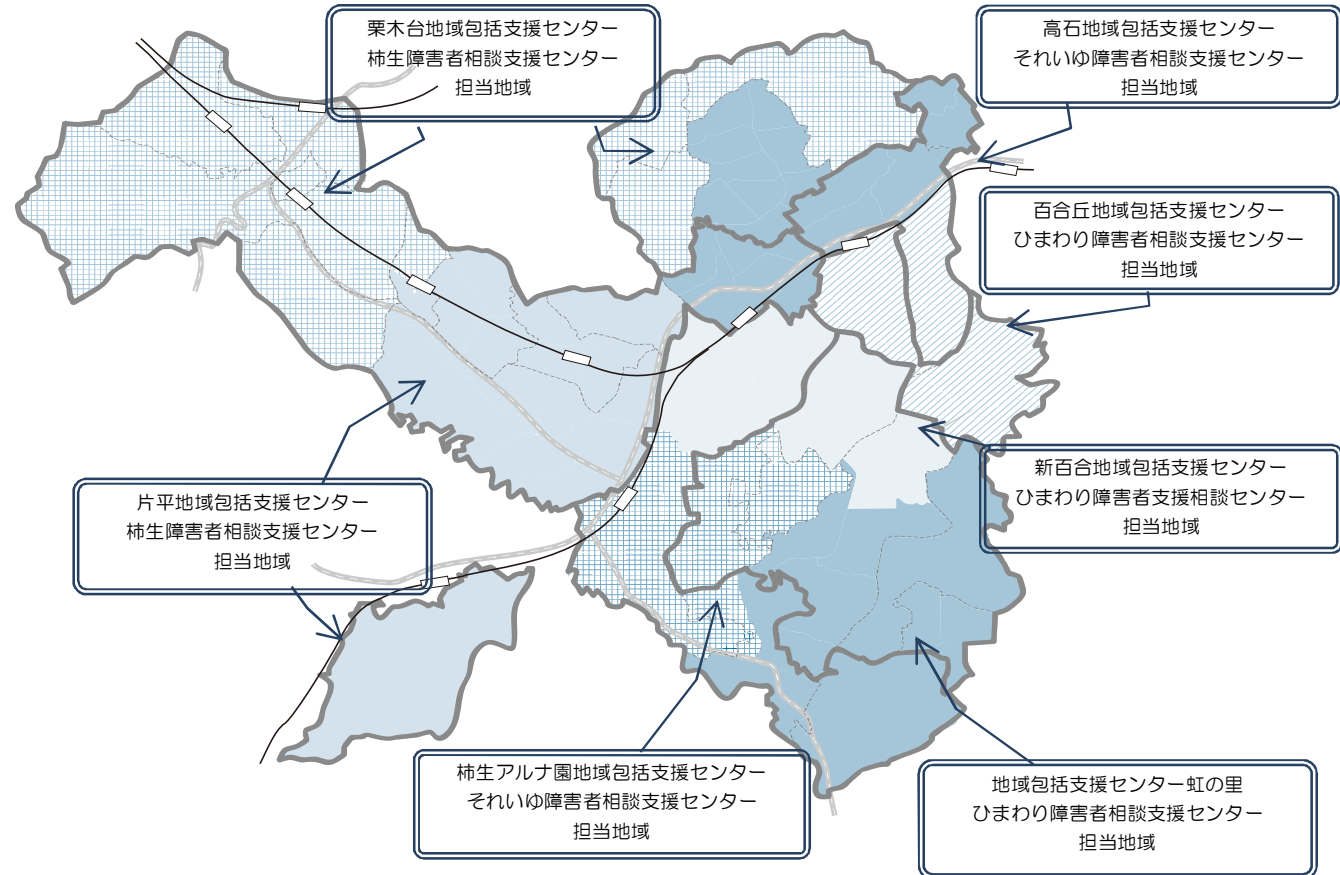 栗木台地域包括支援センター
柿生障害者相談支援センター
担当地域
高石地域包括支援センター
それいゆ障害者相談支援センター
担当地域
百合丘地域包括支援センター
ひまわり障害者相談支援センター
担当地域
新百合地域包括支援センター
ひまわり障害者支援相談センター
担当地域
片平地域包括支援センター
柿生障害者相談支援センター
担当地域
柿生アルナ園地域包括支援センター
それいゆ障害者相談支援センター
担当地域
地域包括支援センター虹の里
ひまわり障害者相談支援センター
担当地域